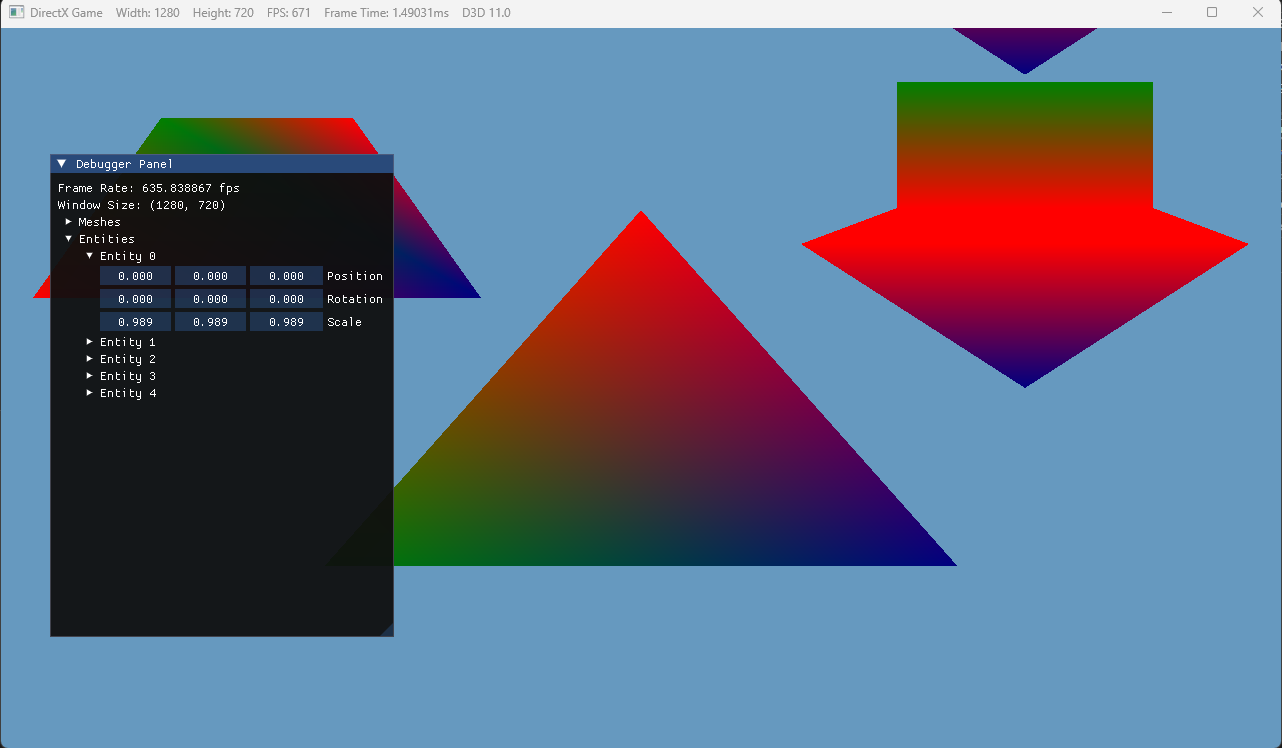 DirectX Game Width: 1280 Height: 720 FPS: 671 Frame Time: 1.49031ms D3D 11.0
Debugger Panel
Frame Rate: 635.838867 fps
Window Size: (1280, 720)
Meshes
Entities
Entity 0
0.000 0.000 0.000 Position
0.000 0.000 0.000 Rotation
0.989 0.989 0.989 Scale
Entity 1
Entity 2
Entity 3
Entity 4